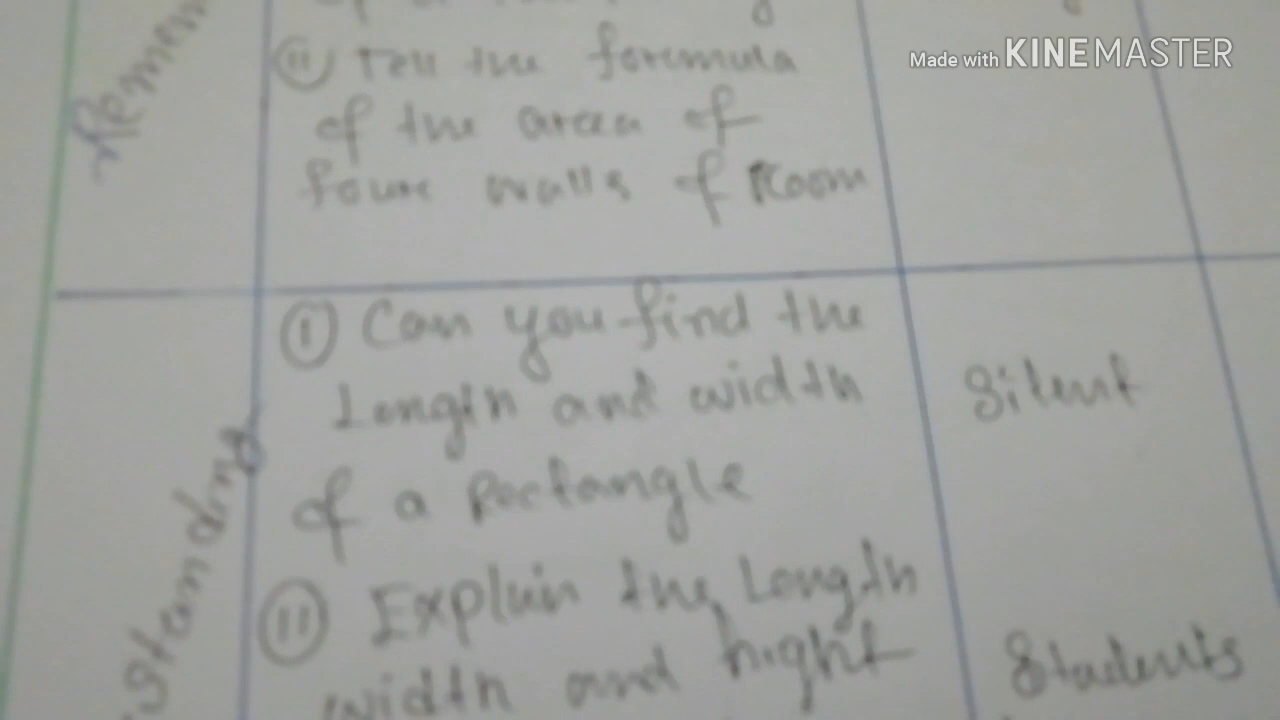 Made with KINEMASTER
(ii) Tell the formula
of the area of
four walls of Room
(i) Can you find the
Length and width
of a Rectangle
Silent
(ii) Explain the Length
width and hight
Students